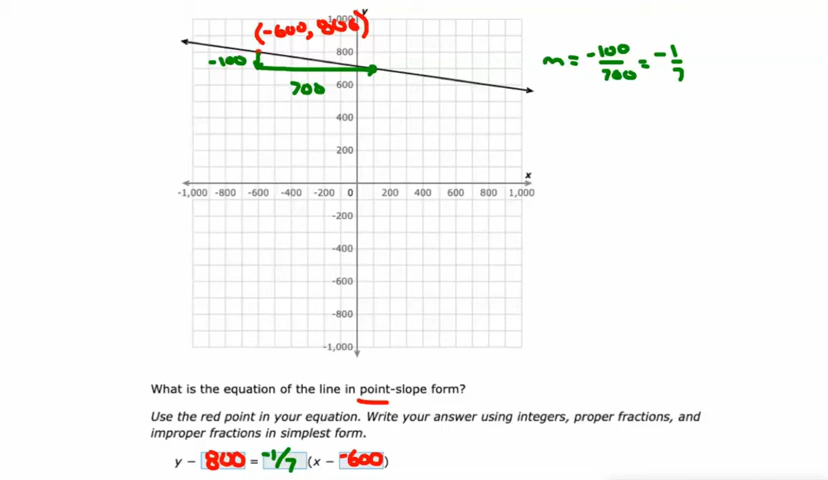 y
1,000
(-600, 800)
800
-100
m = -100/700 = -1/7
700
600
400
200
x
-1,000 -800 -600 -400 -200 0 200 400 600 800 1,000
-200
-400
-600
-800
-1,000
What is the equation of the line in point-slope form?
Use the red point in your equation. Write your answer using integers, proper fractions, and
improper fractions in simplest form.
y − 800 = -1/7 (x − -600)